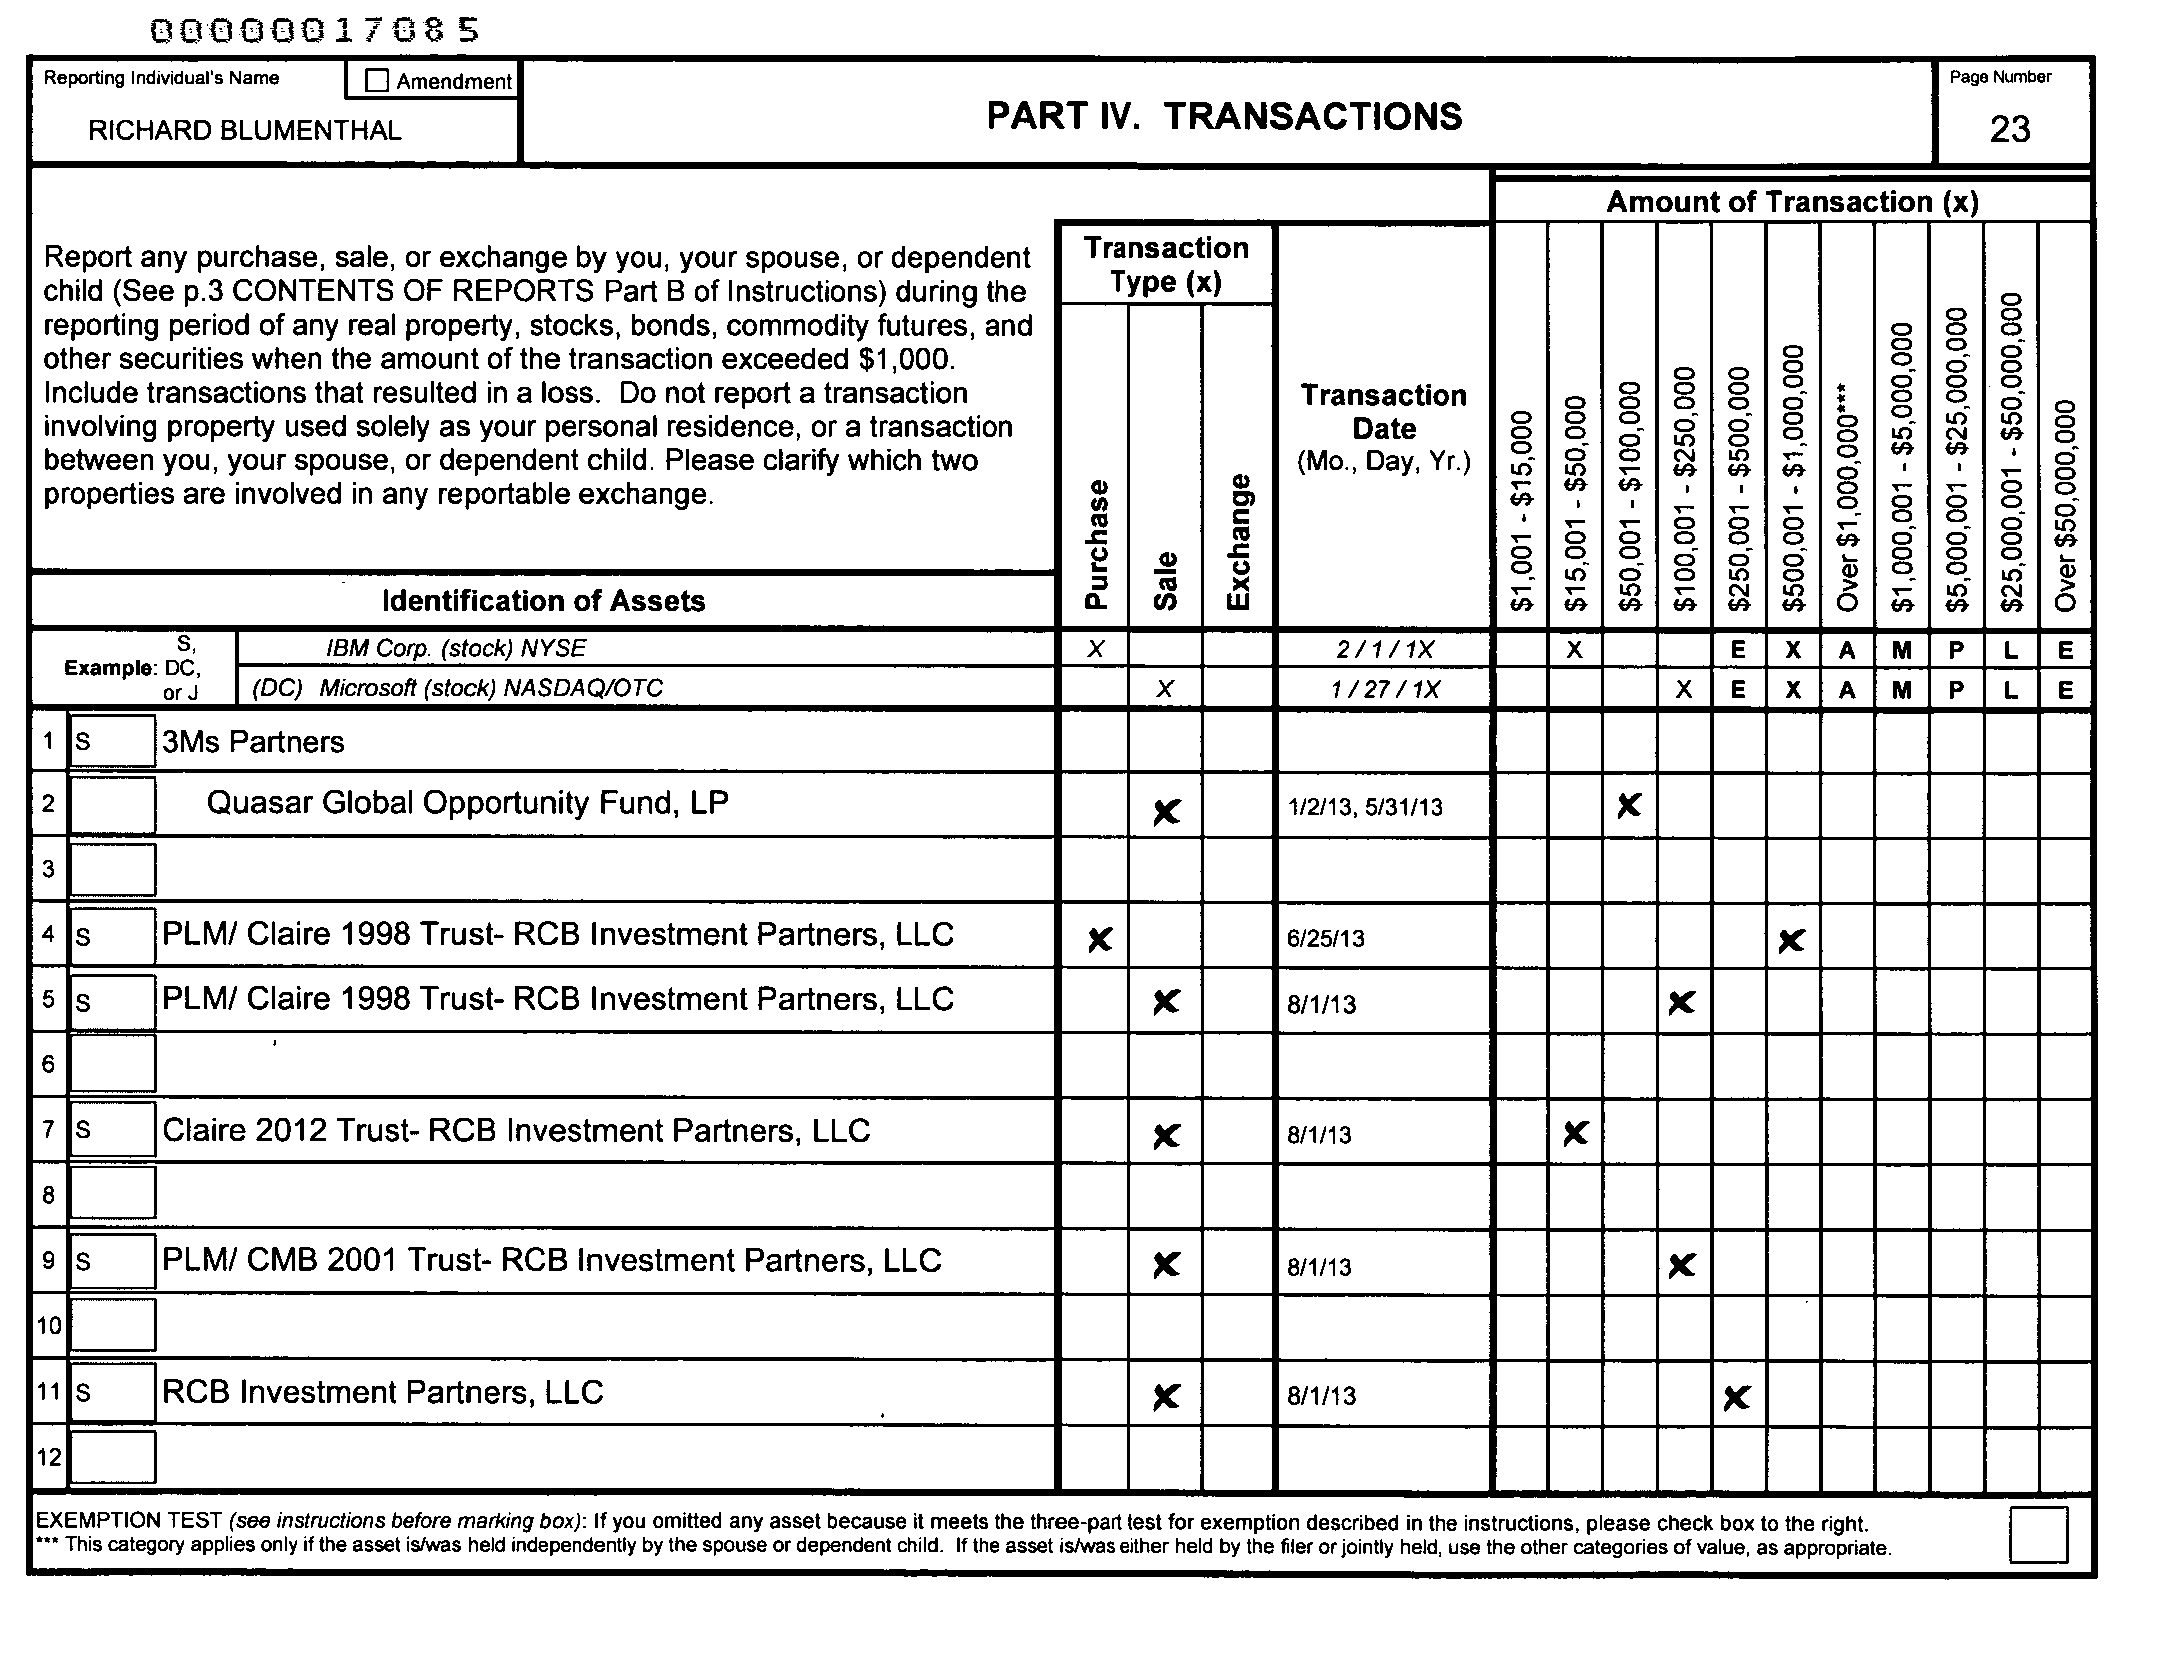 00000017085
Reporting Individual's Name
Amendment
RICHARD BLUMENTHAL
PART IV. TRANSACTIONS
Page Number
23
Report any purchase, sale, or exchange by you, your spouse, or dependent
child (See p.3 CONTENTS OF REPORTS Part B of Instructions) during the
reporting period of any real property, stocks, bonds, commodity futures, and
other securities when the amount of the transaction exceeded $1,000.
Include transactions that resulted in a loss. Do not report a transaction
involving property used solely as your personal residence, or a transaction
between you, your spouse, or dependent child. Please clarify which two
properties are involved in any reportable exchange.
Identification of Assets
Transaction
Type (x)
Purchase
Sale
Exchange
Transaction
Date
(Mo., Day, Yr.)
Amount of Transaction (x)
$1,001 - $15,000
$15,001 - $50,000
$50,001 - $100,000
$100,001 - $250,000
$250,001 - $500,000
$500,001 - $1,000,000
Over $1,000,000***
$1,000,001 - $5,000,000
$5,000,001 - $25,000,000
$25,000,001 - $50,000,000
Over $50,000,000
Example: S, DC, or J
IBM Corp. (stock) NYSE X 2 / 1 / 1X X E X A M P L E
(DC) Microsoft (stock) NASDAQ/OTC X 1 / 27 / 1X X E X A M P L E
1 S 3Ms Partners
2 Quasar Global Opportunity Fund, LP X 1/2/13, 5/31/13 X
3
4 S PLM/ Claire 1998 Trust- RCB Investment Partners, LLC X 6/25/13 X
5 S PLM/ Claire 1998 Trust- RCB Investment Partners, LLC X 8/1/13 X
6
7 S Claire 2012 Trust- RCB Investment Partners, LLC X 8/1/13 X
8
9 S PLM/ CMB 2001 Trust- RCB Investment Partners, LLC X 8/1/13 X
10
11 S RCB Investment Partners, LLC X 8/1/13 X
12
EXEMPTION TEST (see instructions before marking box): If you omitted any asset because it meets the three-part test for exemption described in the instructions, please check box to the right.
*** This category applies only if the asset is/was held independently by the spouse or dependent child. If the asset is/was either held by the filer or jointly held, use the other categories of value, as appropriate.